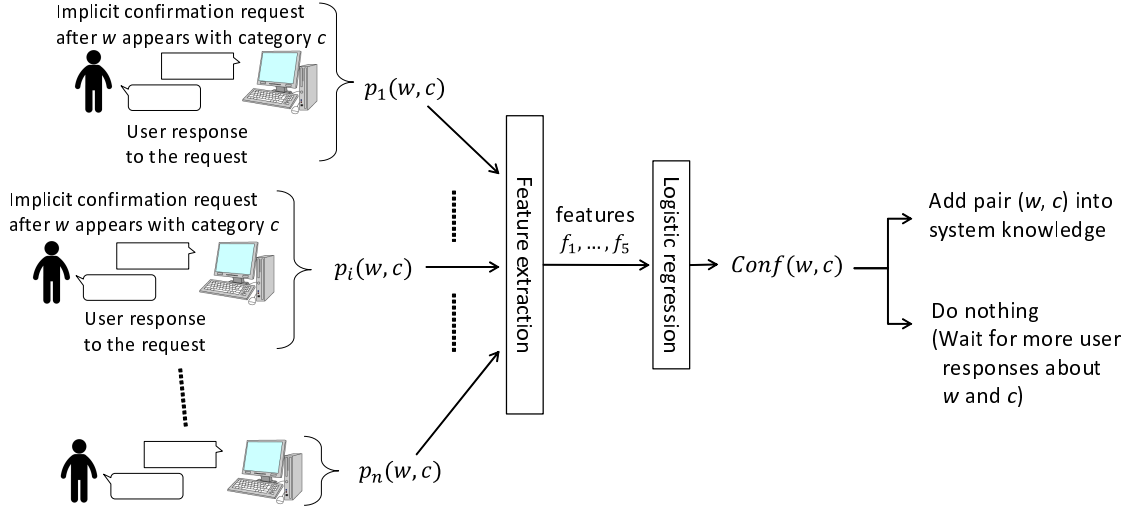 Implicit confirmation request
after w appears with category c
User response
to the request
p₁(w, c)
Implicit confirmation request
after w appears with category c
User response
to the request
pᵢ(w, c)
pₙ(w, c)
Feature extraction
features
f₁, … , f₅
Logistic regression
Conf(w, c)
Add pair (w, c) into
system knowledge
Do nothing
(Wait for more user
responses about
w and c)